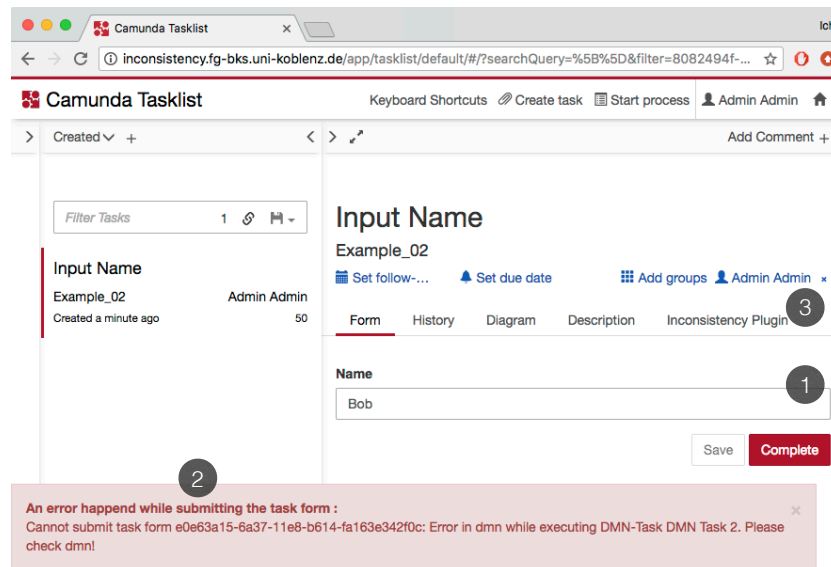 Camunda Tasklist
Ich
inconsistency.fg-bks.uni-koblenz.de/app/tasklist/default/#/?searchQuery=%5B%5D&filter=8082494f-...
Camunda Tasklist
Keyboard Shortcuts Create task Start process Admin Admin
Created +
Add Comment +
Filter Tasks 1
Input Name
Example_02
Set follow-... Set due date Add groups Admin Admin ×
Input Name
Example_02 Admin Admin
Created a minute ago 50
3
Form History Diagram Description Inconsistency Plugin
Name
1
Bob
Save Complete
2
An error happend while submitting the task form :
Cannot submit task form e0e63a15-6a37-11e8-b614-fa163e342f0c: Error in dmn while executing DMN-Task DMN Task 2. Please
check dmn!